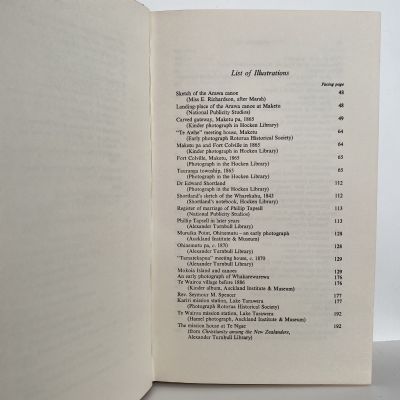 List of Illustrations
Facing page
Sketch of the Arawa canoe 48
(Miss E. Richardson, after Marsh)
Landing-place of the Arawa canoe at Maketu 48
(National Publicity Studios)
Carved gateway, Maketu pa, 1865 49
(Kinder photograph in Hocken Library)
"Te Awhe" meeting house, Maketu 64
(Early photograph Rotorua Historical Society)
Maketu pa and Fort Colville in 1865 64
(Kinder photograph in Hocken Library)
Fort Colville, Maketu, 1865 65
(Photograph in the Hocken Library)
Tauranga township, 1865 65
(Photograph in the Hocken Library)
Dr Edward Shortland 112
(Photograph in the Hocken Library)
Shortland's sketch of the Wharekahu, 1842 112
(Shortland's notebook, Hocken Library)
Register of marriage of Phillip Tapsell 113
(National Publicity Studios)
Phillip Tapsell in later years 113
(Alexander Turnbull Library)
Muruika Point, Ohinemutu – an early photograph 128
(Auckland Institute & Museum)
Ohinemutu pa, c. 1870 128
(Alexander Turnbull Library)
"Tamatekapua" meeting house, c. 1870 129
(Alexander Turnbull Library)
Mokoia Island and canoes 129
An early photograph of Whakarewarewa 176
Te Wairoa village before 1886 176
(Kinder album, Auckland Institute & Museum)
Rev. Seymour M. Spencer 177
Kariri mission station, Lake Tarawera 177
(Photograph Rotorua Historical Society)
Te Wairoa mission station, Lake Tarawera 192
(Hamel photograph, Auckland Institute & Museum)
The mission house at Te Ngae 192
(from Christianity among the New Zealanders,
Alexander Turnbull Library)